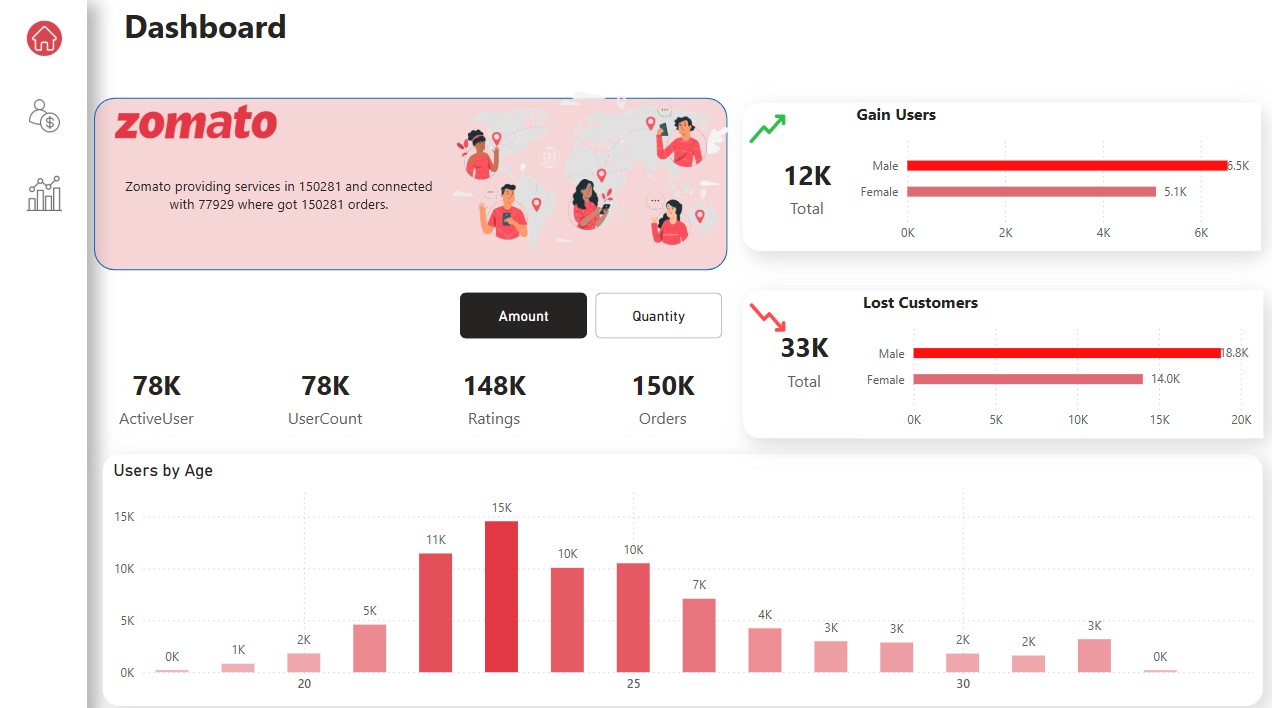 Dashboard
zomato
Zomato providing services in 150281 and connected
with 77929 where got 150281 orders.
Gain Users
12K
Total
Male 6.5K
Female 5.1K
0K 2K 4K 6K
Amount Quantity
Lost Customers
33K
Total
Male 18.8K
Female 14.0K
0K 5K 10K 15K 20K
78K 78K 148K 150K
ActiveUser UserCount Ratings Orders
Users by Age
15K
10K
5K
0K
0K 1K 2K 5K 11K 15K 10K 10K 7K 4K 3K 3K 2K 2K 3K 0K
20 25 30